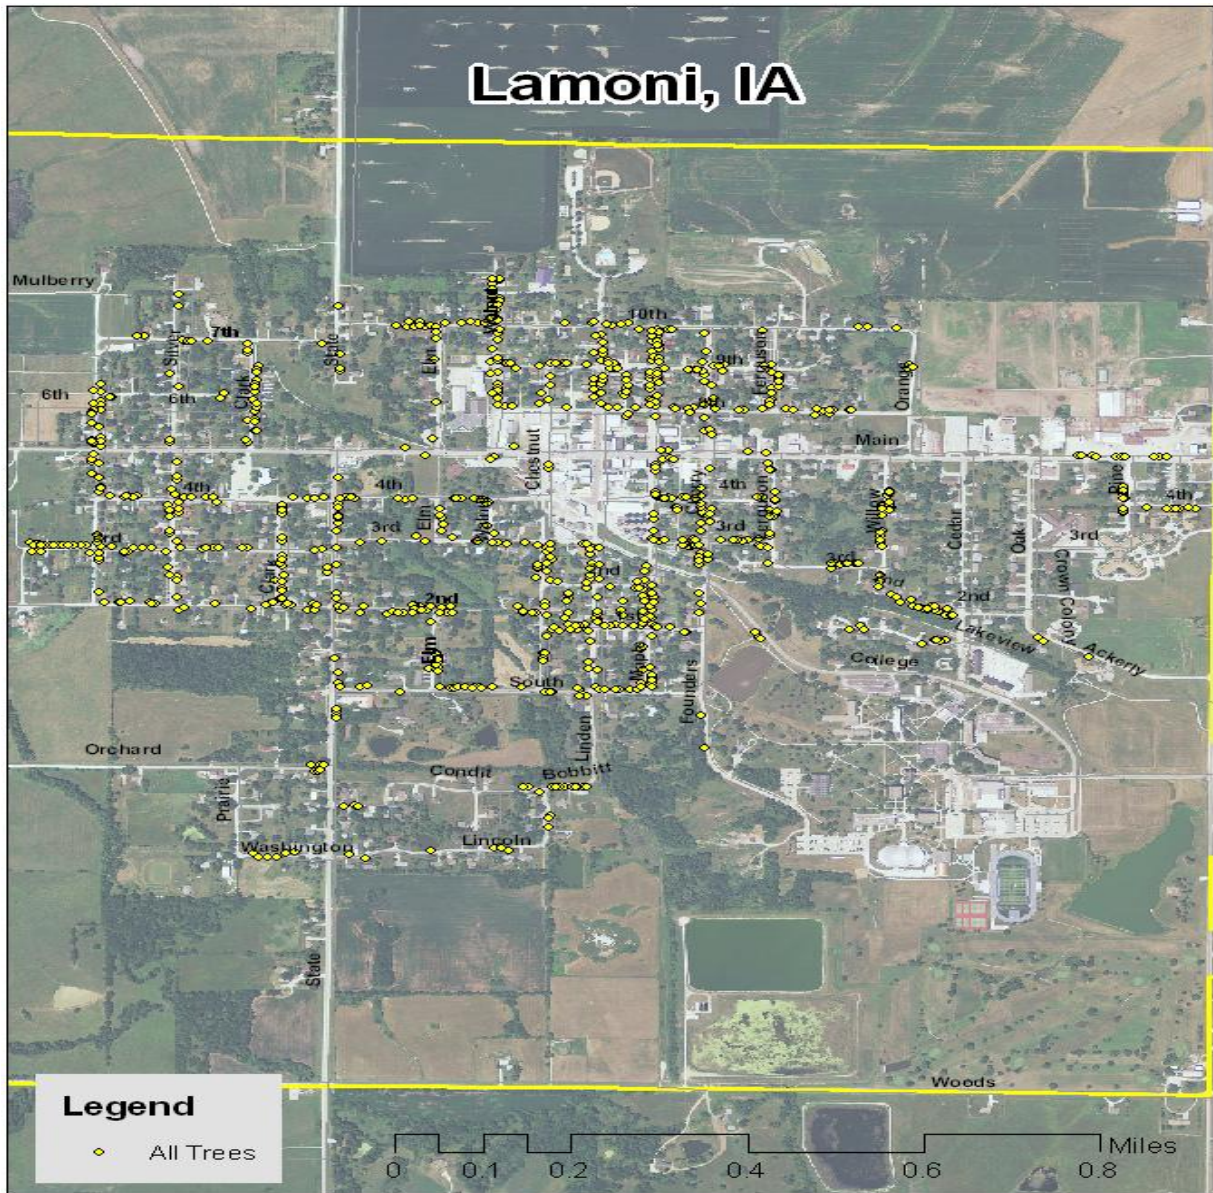 Lamoni, IA
Mulberry
10th
7th
Silver
State
Elm
9th
Ferguson
Clark
Orange
6th
6th
8th
Main
Chestnut
4th
4th
4th
4th
Pine
Willow
Elm
Walnut
Ferguson
3rd
3rd
3rd
Cedar
Oak
3rd
3rd
Clark
2nd
2nd
2nd
2nd
Crown Colony
1st
Lakeview
Ackerly
Elm
Maple
College
South
Founders
Linden
Orchard
Condit
Bobbitt
Prairie
Washington
Lincoln
State
Woods
Legend
All Trees
Miles
0 0.1 0.2 0.4 0.6 0.8